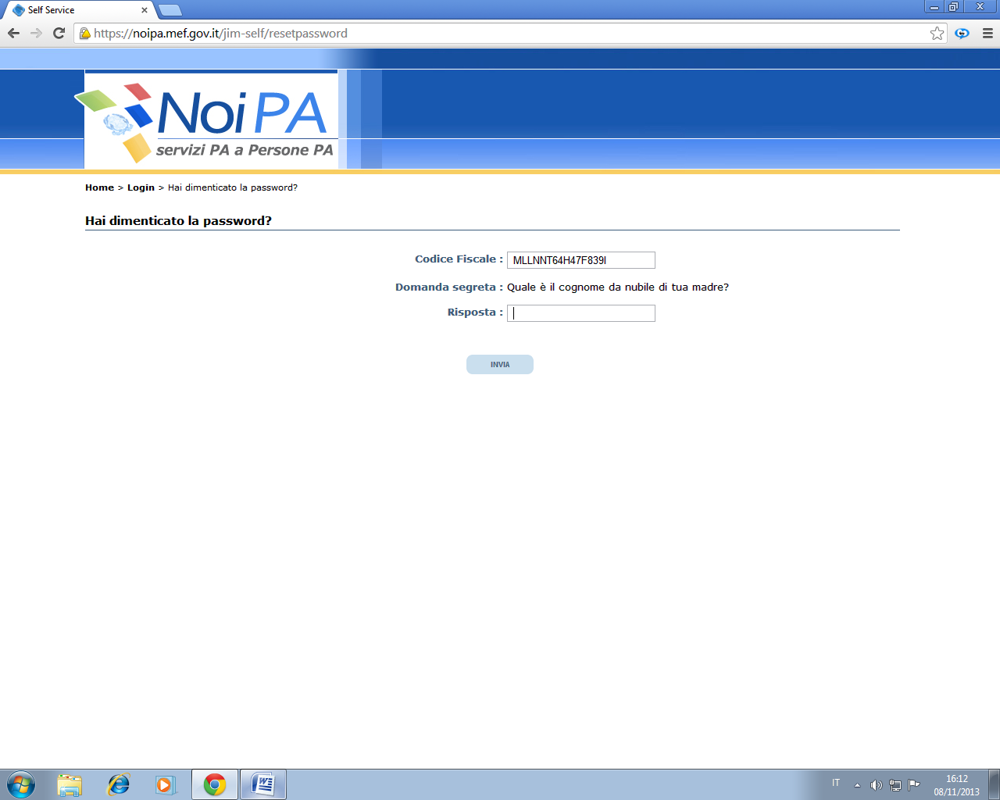 Self Service
https://noipa.mef.gov.it/jim-self/resetpassword
NoiPA
servizi PA a Persone PA
Home > Login > Hai dimenticato la password?
Hai dimenticato la password?
Codice Fiscale : MLLNNT64H47F839I
Domanda segreta : Quale è il cognome da nubile di tua madre?
Risposta :
INVIA
IT
16:12
08/11/2013